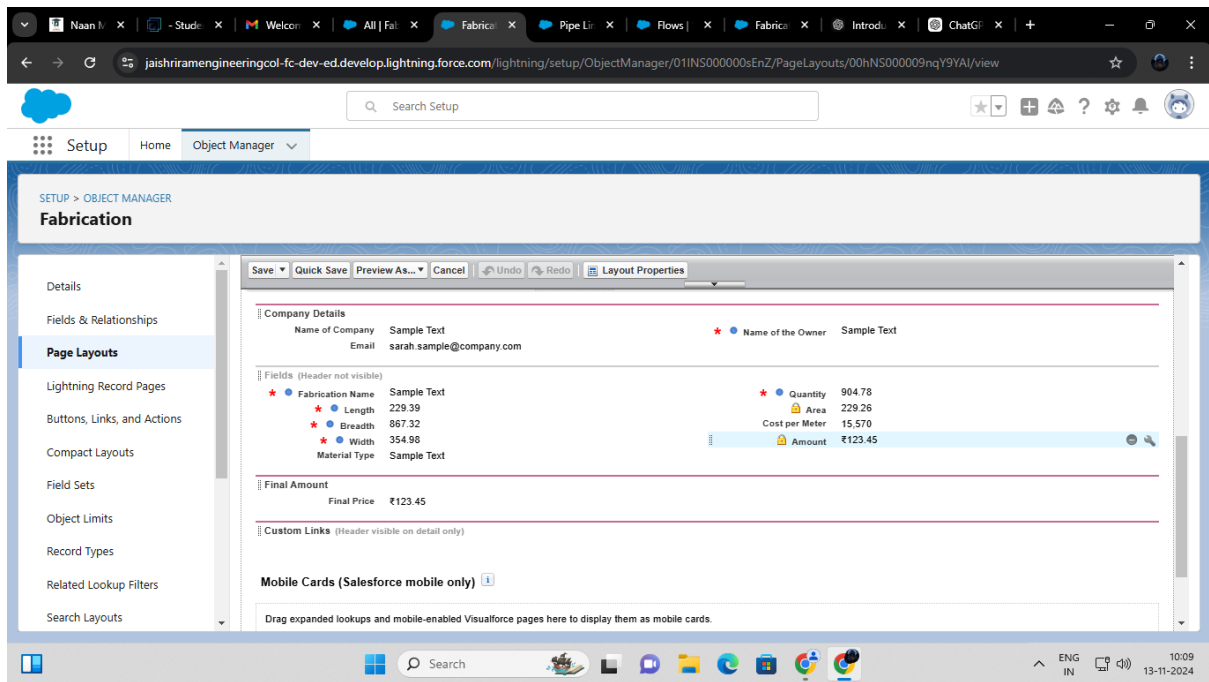 Naan M
- Stude
Welcon
All | Fab
Fabricat
Pipe Lin
Flows |
Fabricat
Introdu
ChatGP
jaishriramengineeringcol-fc-dev-ed.develop.lightning.force.com/lightning/setup/ObjectManager/01INS000000sEnZ/PageLayouts/00hNS000009nqY9YAI/view
Search Setup
Setup Home Object Manager
SETUP > OBJECT MANAGER
Fabrication
Details
Fields & Relationships
Page Layouts
Lightning Record Pages
Buttons, Links, and Actions
Compact Layouts
Field Sets
Object Limits
Record Types
Related Lookup Filters
Search Layouts
Save Quick Save Preview As... Cancel Undo Redo Layout Properties
Company Details
Name of Company Sample Text * Name of the Owner Sample Text
Email sarah.sample@company.com
Fields (Header not visible)
* Fabrication Name Sample Text * Quantity 904.78
* Length 229.39 Area 229.26
* Breadth 867.32 Cost per Meter 15,570
* Width 354.98 Amount ₹123.45
Material Type Sample Text
Final Amount
Final Price ₹123.45
Custom Links (Header visible on detail only)
Mobile Cards (Salesforce mobile only) i
Drag expanded lookups and mobile-enabled Visualforce pages here to display them as mobile cards.
Search
ENG
IN
10:09
13-11-2024